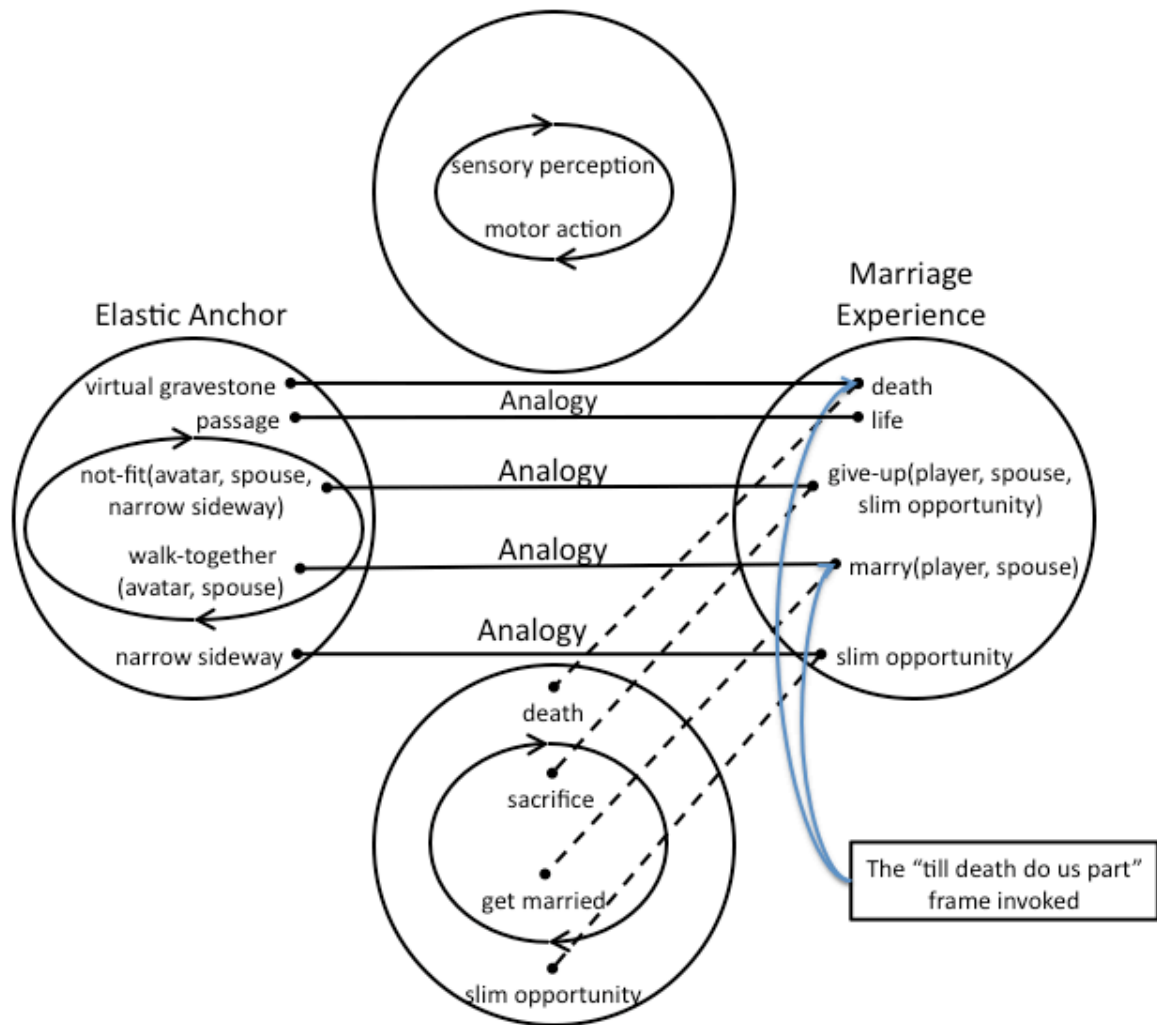 sensory perception
motor action
Elastic Anchor
Marriage
Experience
virtual gravestone
passage
not-fit(avatar, spouse,
narrow sideway)
walk-together
(avatar, spouse)
narrow sideway
Analogy
Analogy
Analogy
Analogy
death
life
give-up(player, spouse,
slim opportunity)
marry(player, spouse)
slim opportunity
death
sacrifice
get married
slim opportunity
The “till death do us part”
frame invoked